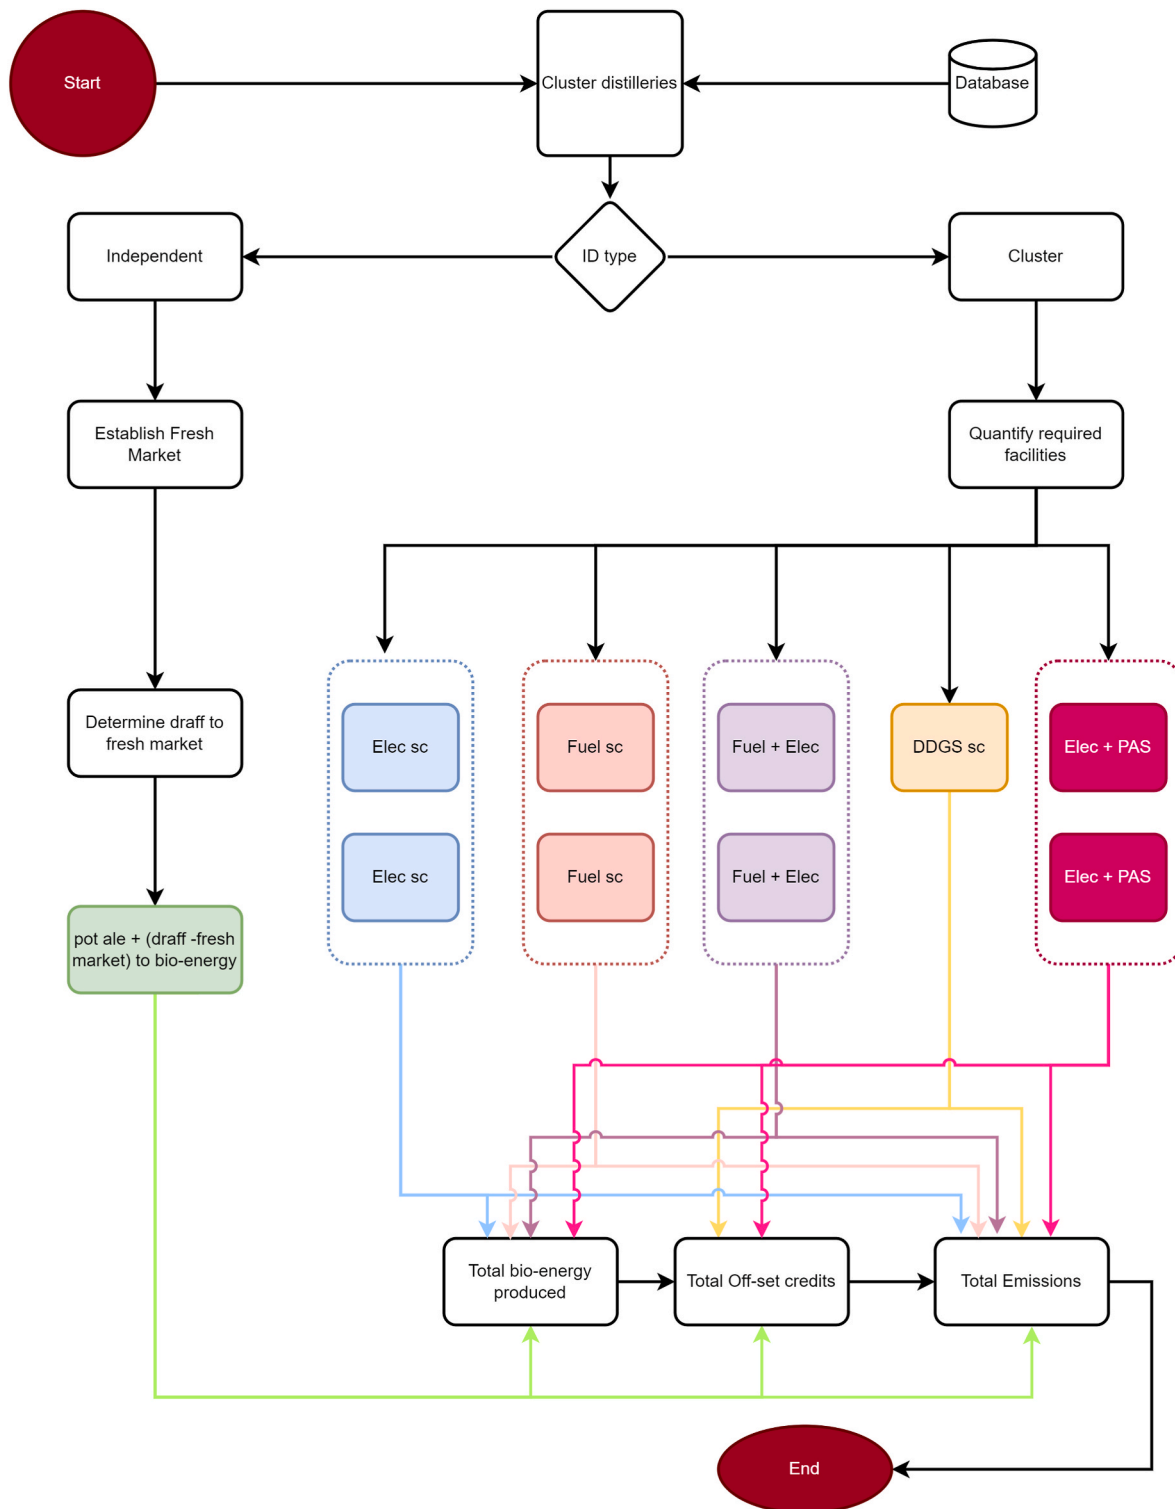 Start
Cluster distilleries
Database
Independent
ID type
Cluster
Establish Fresh
Market
Quantify required
facilities
Determine draff to
fresh market
Elec sc
Fuel sc
Fuel + Elec
DDGS sc
Elec + PAS
Elec sc
Fuel sc
Fuel + Elec
Elec + PAS
pot ale + (draff -fresh
market) to bio-energy
Total bio-energy
produced
Total Off-set credits
Total Emissions
End